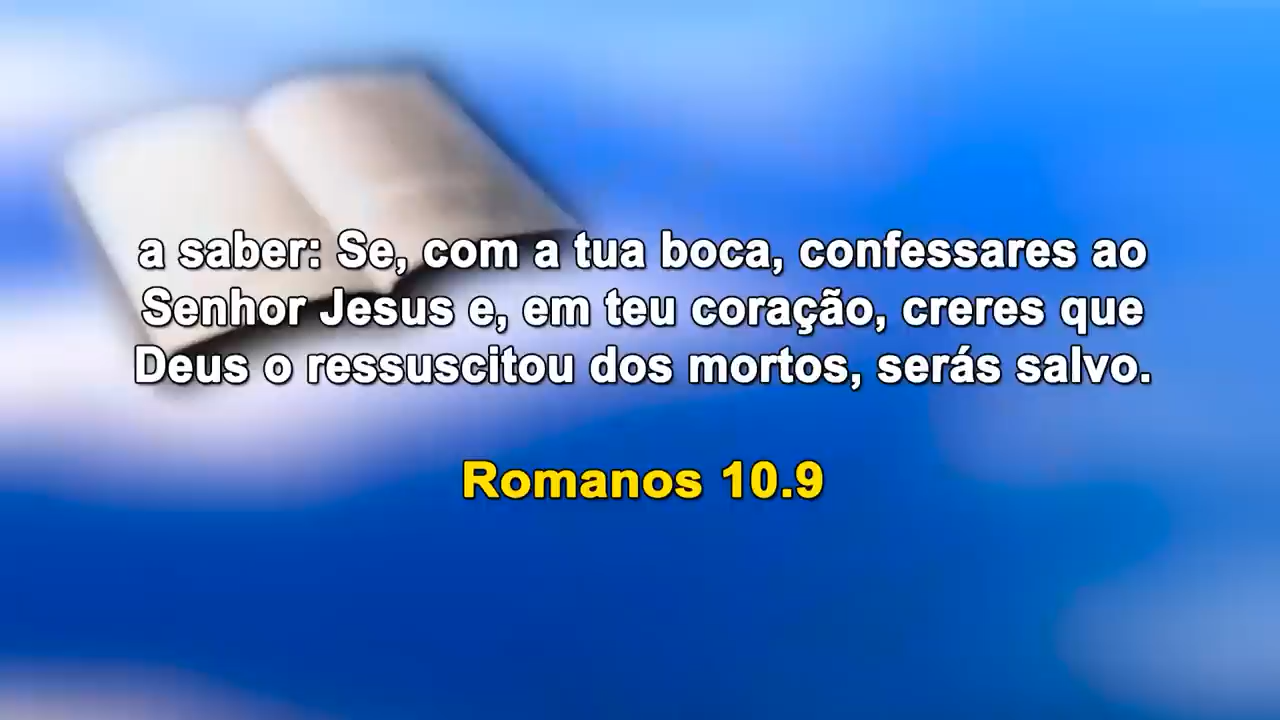 a saber: Se, com a tua boca, confessares ao
Senhor Jesus e, em teu coração, creres que
Deus o ressuscitou dos mortos, serás salvo.
Romanos 10.9